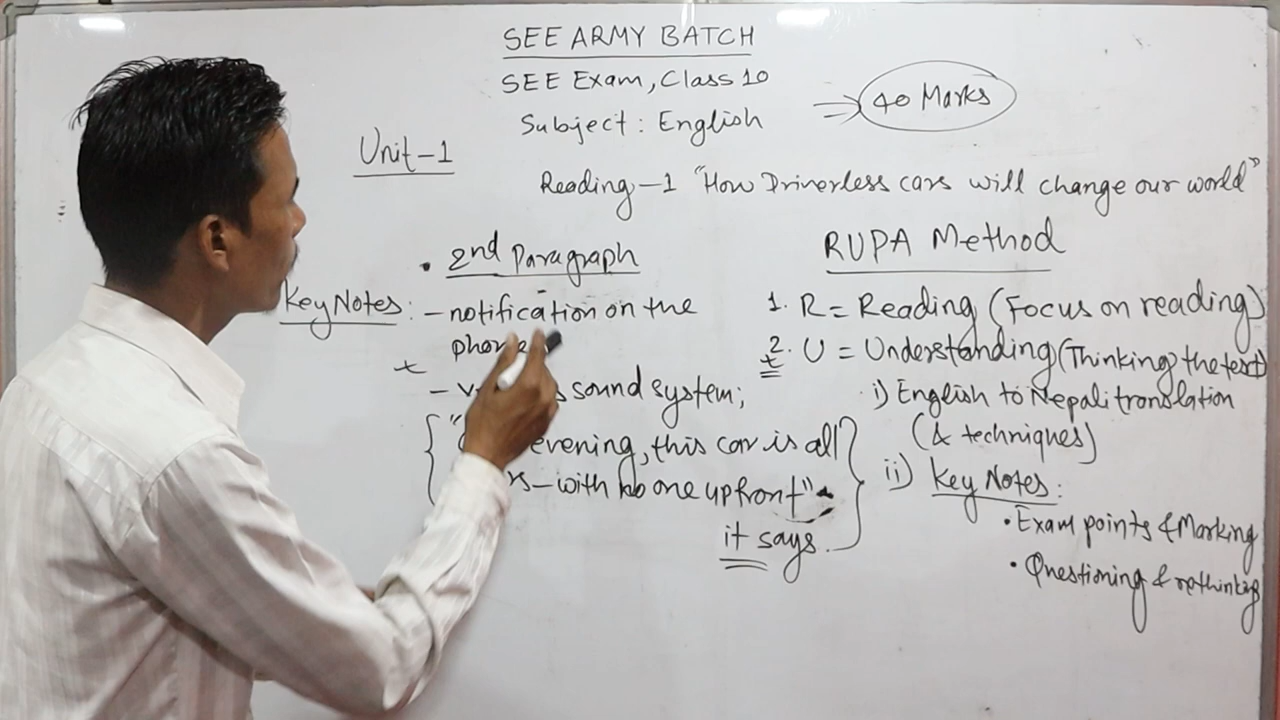 SEE ARMY BATCH
SEE Exam, Class 10
Subject : English
=> 40 Marks
Unit-1
Reading-1 "How Driverless cars will change our world"
• 2nd Paragraph
Key Notes : - notification on the
phone
- sound system;
evening, this car is all
-with no one upfront"
it says.
RUPA Method
1. R = Reading (Focus on reading)
2. U = Understanding (Thinking the text)
i) English to Nepali translation
(& techniques)
ii) Key Notes :
• Exam points & Marking
• Questioning & rethinking